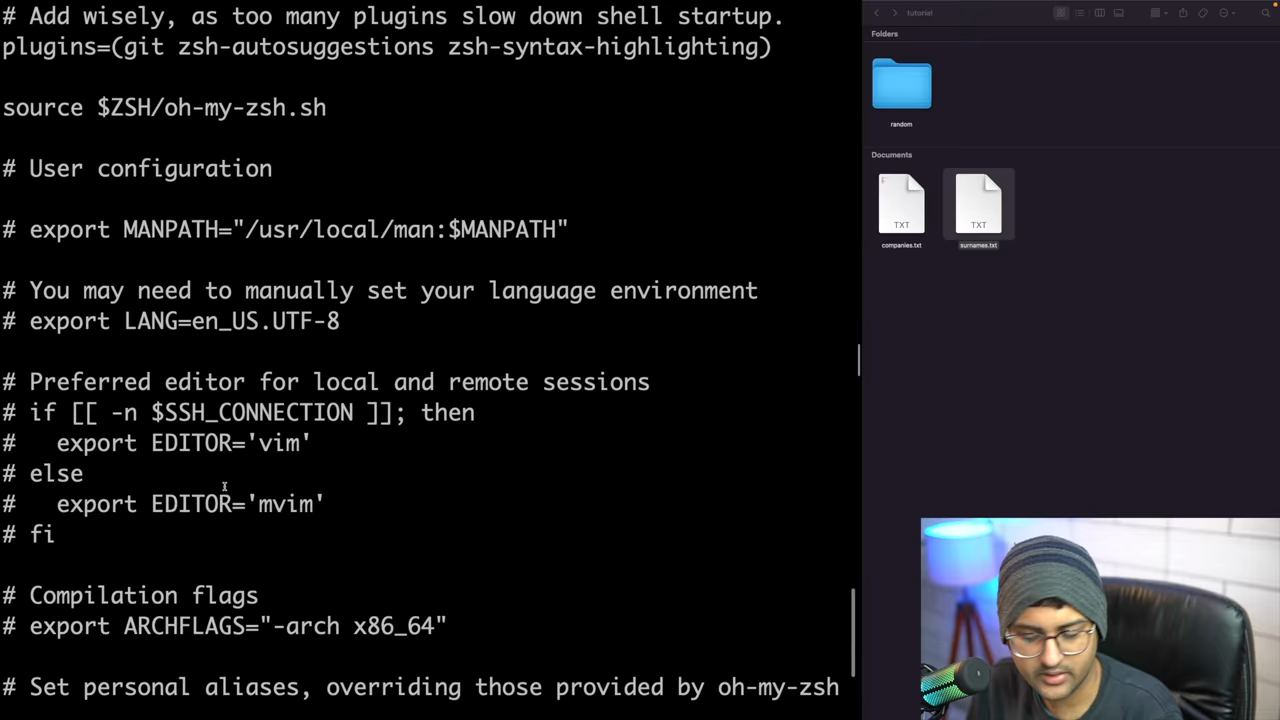 # Add wisely, as too many plugins slow down shell startup.
plugins=(git zsh-autosuggestions zsh-syntax-highlighting)
source $ZSH/oh-my-zsh.sh
# User configuration
# export MANPATH="/usr/local/man:$MANPATH"
# You may need to manually set your language environment
# export LANG=en_US.UTF-8
# Preferred editor for local and remote sessions
# if [[ -n $SSH_CONNECTION ]]; then
#   export EDITOR='vim'
# else
#   export EDITOR='mvim'
# fi
# Compilation flags
# export ARCHFLAGS="-arch x86_64"
# Set personal aliases, overriding those provided by oh-my-zsh
tutorial
Folders
random
Documents
TXT
TXT
companies.txt
surnames.txt